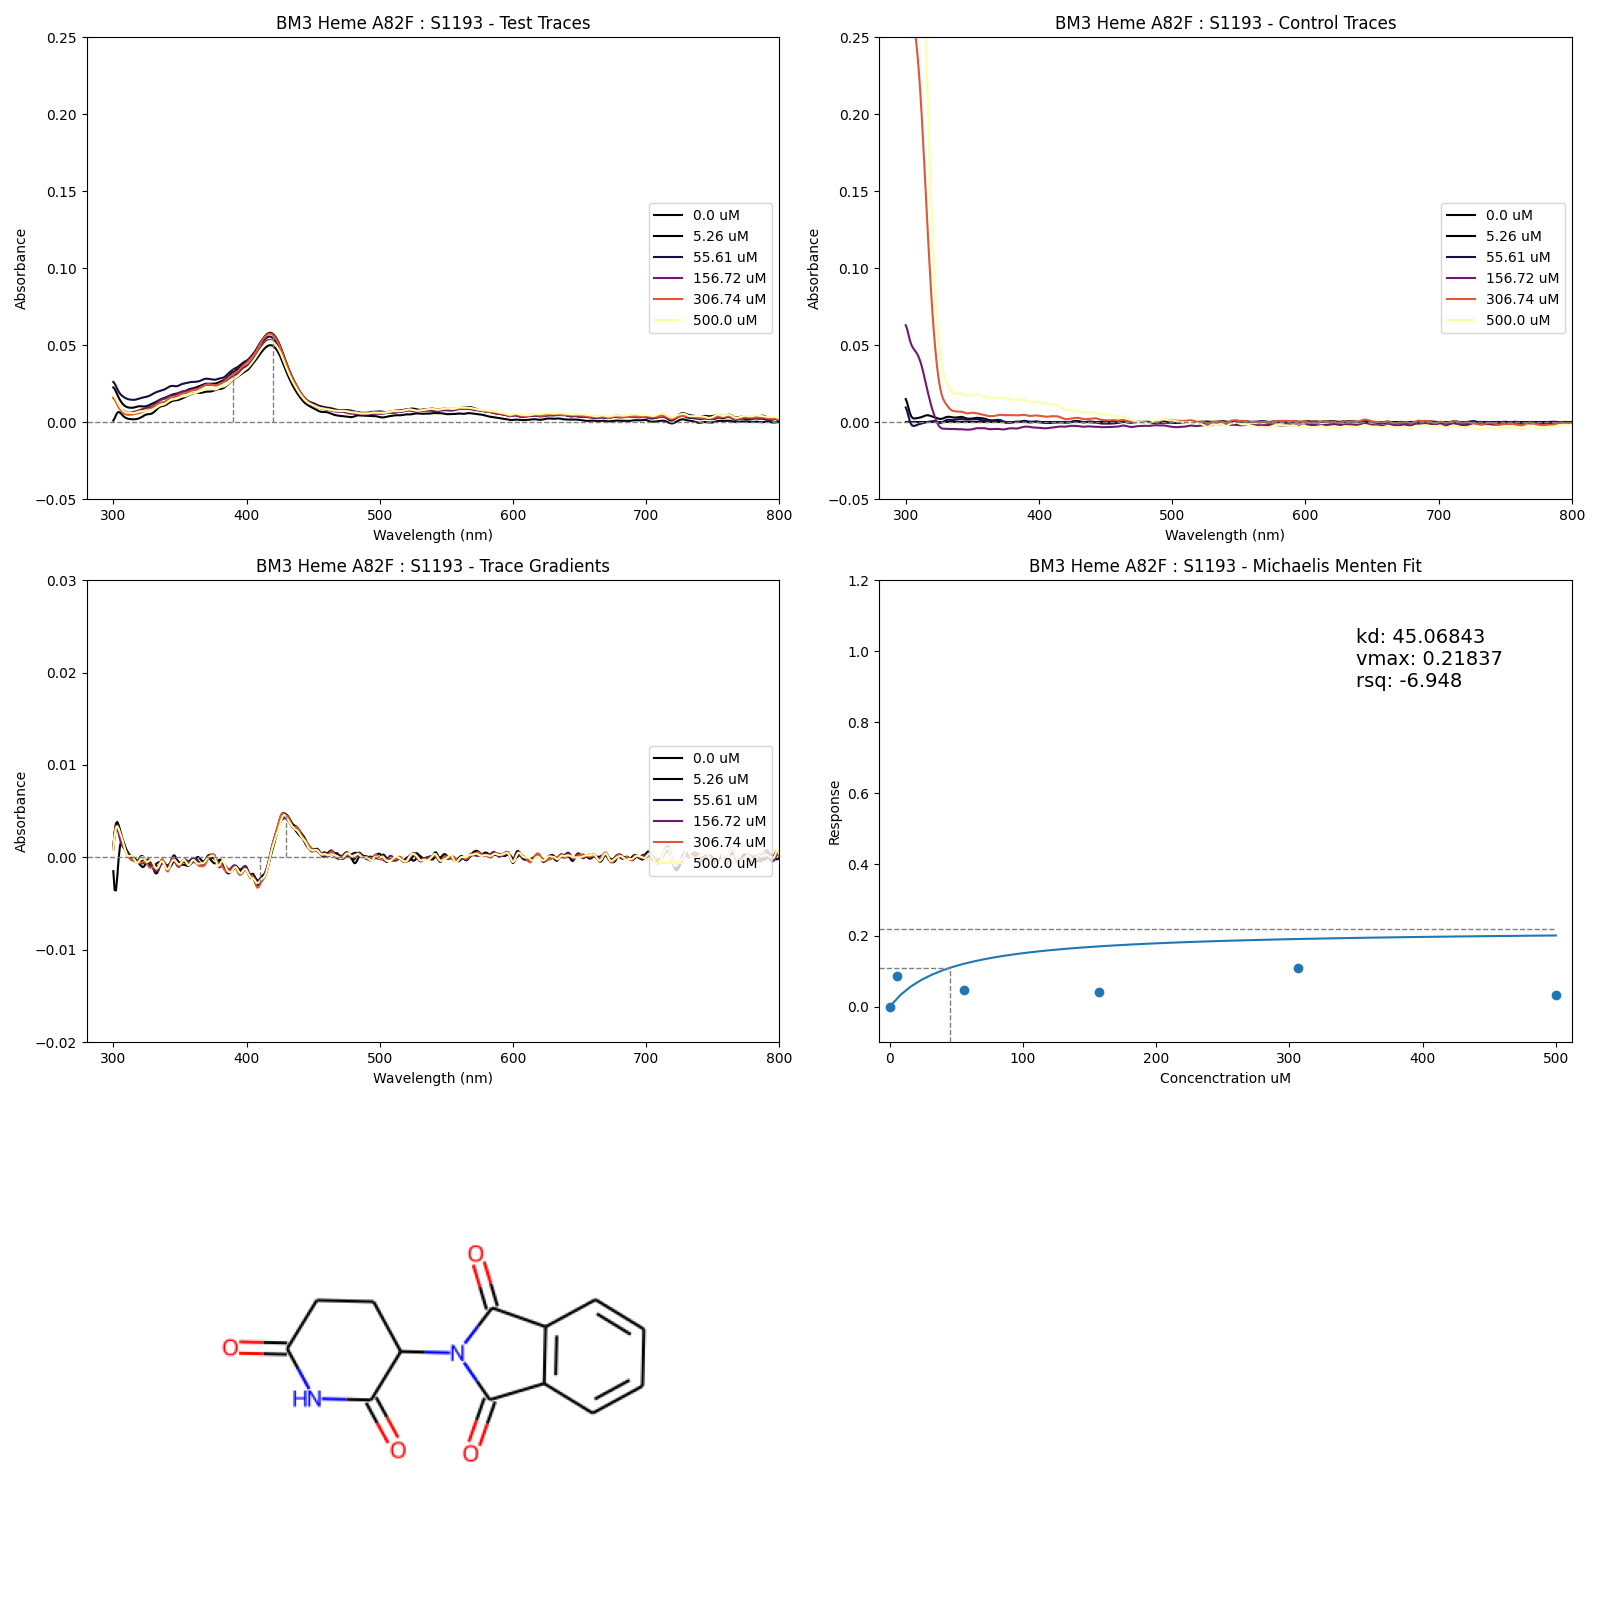 BM3 Heme A82F : S1193 - Test Traces
Absorbance
0.25
0.20
0.15
0.10
0.05
0.00
−0.05
300 400 500 600 700 800
Wavelength (nm)
0.0 uM
5.26 uM
55.61 uM
156.72 uM
306.74 uM
500.0 uM
BM3 Heme A82F : S1193 - Control Traces
Absorbance
0.25
0.20
0.15
0.10
0.05
0.00
−0.05
300 400 500 600 700 800
Wavelength (nm)
0.0 uM
5.26 uM
55.61 uM
156.72 uM
306.74 uM
500.0 uM
BM3 Heme A82F : S1193 - Trace Gradients
Absorbance
0.03
0.02
0.01
0.00
−0.01
−0.02
300 400 500 600 700 800
Wavelength (nm)
0.0 uM
5.26 uM
55.61 uM
156.72 uM
306.74 uM
500.0 uM
BM3 Heme A82F : S1193 - Michaelis Menten Fit
Response
1.2
1.0
0.8
0.6
0.4
0.2
0.0
0 100 200 300 400 500
Concenctration uM
kd: 45.06843
vmax: 0.21837
rsq: -6.948
O
O
N
HN
O
O